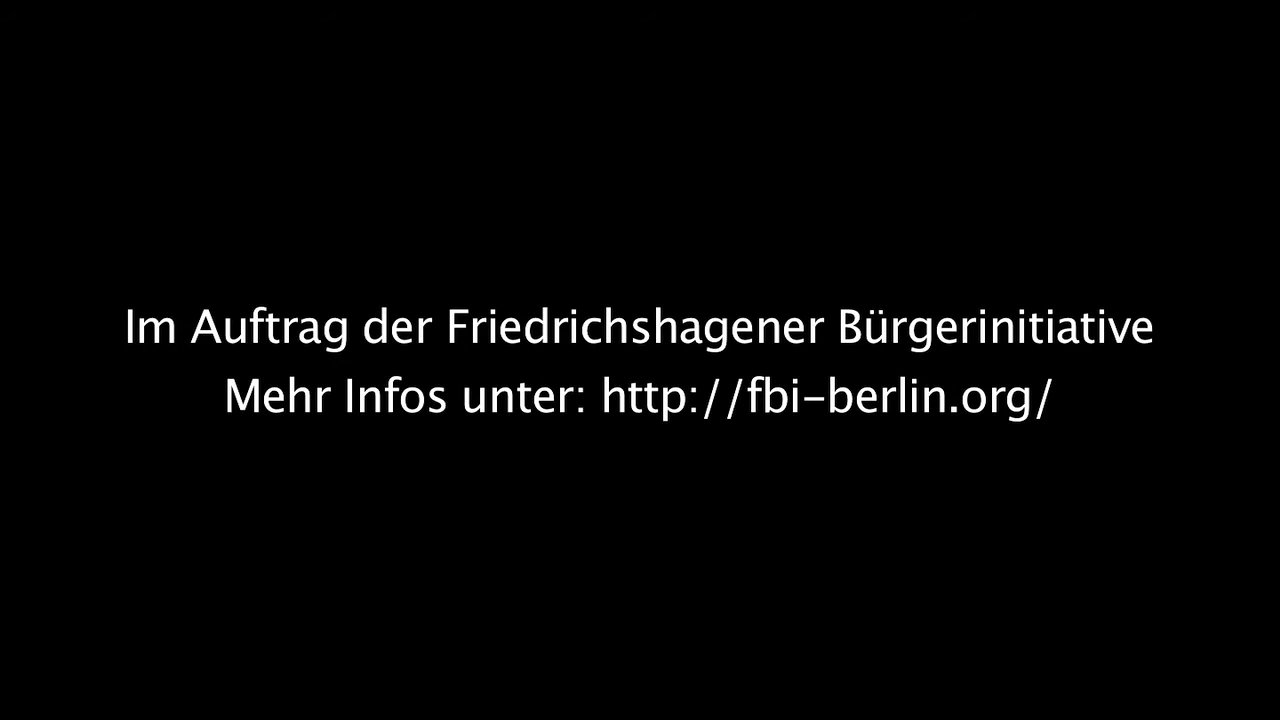 Im Auftrag der Friedrichshagener Bürgerinitiative
Mehr Infos unter: http://fbi-berlin.org/